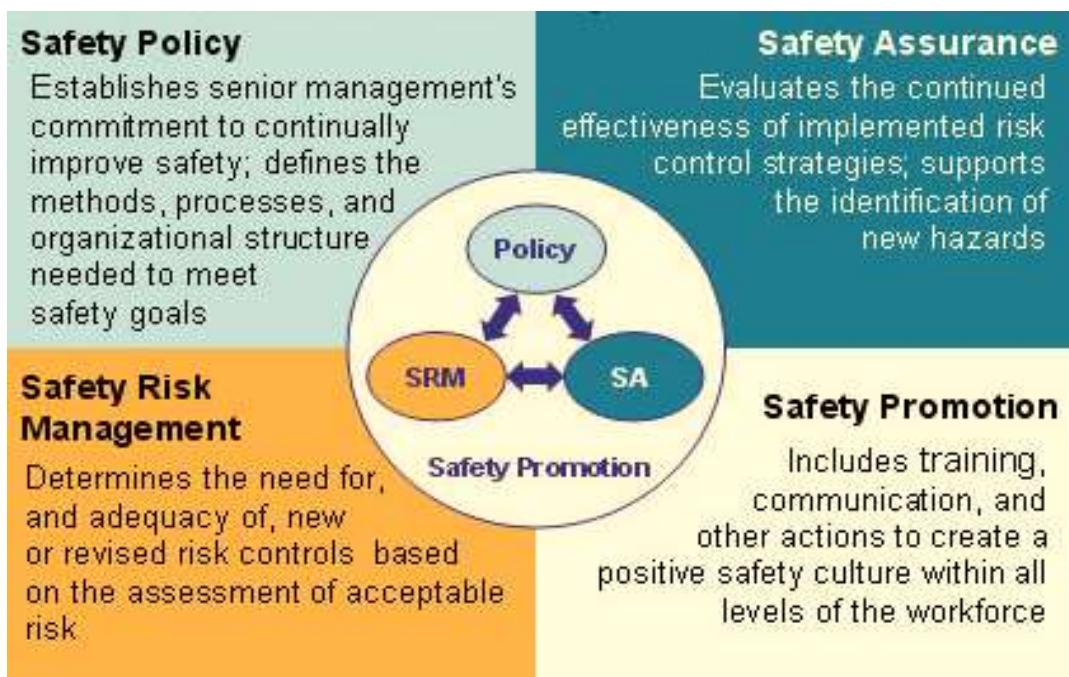 Safety Policy
Establishes senior management's
commitment to continually
improve safety; defines the
methods, processes, and
organizational structure
needed to meet
safety goals
Safety Assurance
Evaluates the continued
effectiveness of implemented risk
control strategies; supports
the identification of
new hazards
Policy
SRM
SA
Safety Promotion
Safety Risk
Management
Determines the need for,
and adequacy of, new
or revised risk controls based
on the assessment of acceptable
risk
Safety Promotion
Includes training,
communication, and
other actions to create a
positive safety culture within all
levels of the workforce